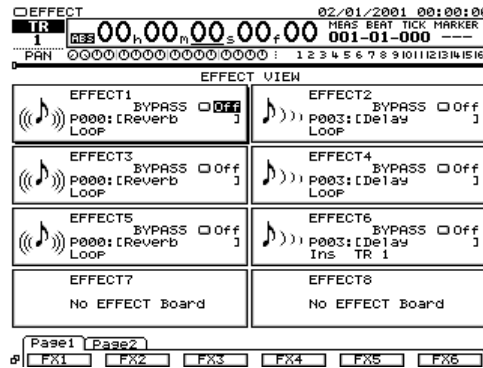 EFFECT 02/01/2001 00:00:00
TR 1 ABS 00h00m00s00f00 MEAS BEAT TICK MARKER
001-01-000 ---
PAN 1 2 3 4 5 6 7 8 9 10 11 12 13 14 15 16
EFFECT VIEW
EFFECT1
BYPASS Off
P000:[Reverb ]
Loop
EFFECT2
BYPASS Off
P003:[Delay ]
Loop
EFFECT3
BYPASS Off
P000:[Reverb ]
Loop
EFFECT4
BYPASS Off
P003:[Delay ]
Loop
EFFECT5
BYPASS Off
P000:[Reverb ]
Loop
EFFECT6
BYPASS Off
P003:[Delay ]
Ins TR 1
EFFECT7
No EFFECT Board
EFFECT8
No EFFECT Board
Page1 Page2
FX1 FX2 FX3 FX4 FX5 FX6